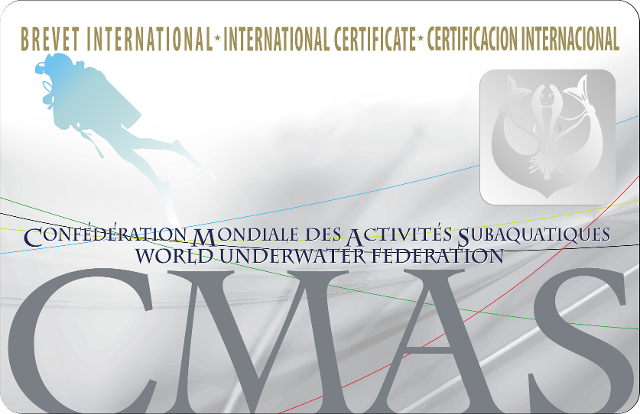 BREVET INTERNATIONAL★INTERNATIONAL CERTIFICATE★CERTIFICACION INTERNACIONAL
CONFÉDÉRATION MONDIALE DES ACTIVITÉS SUBAQUATIQUES
WORLD UNDERWATER FEDERATION
CMAS